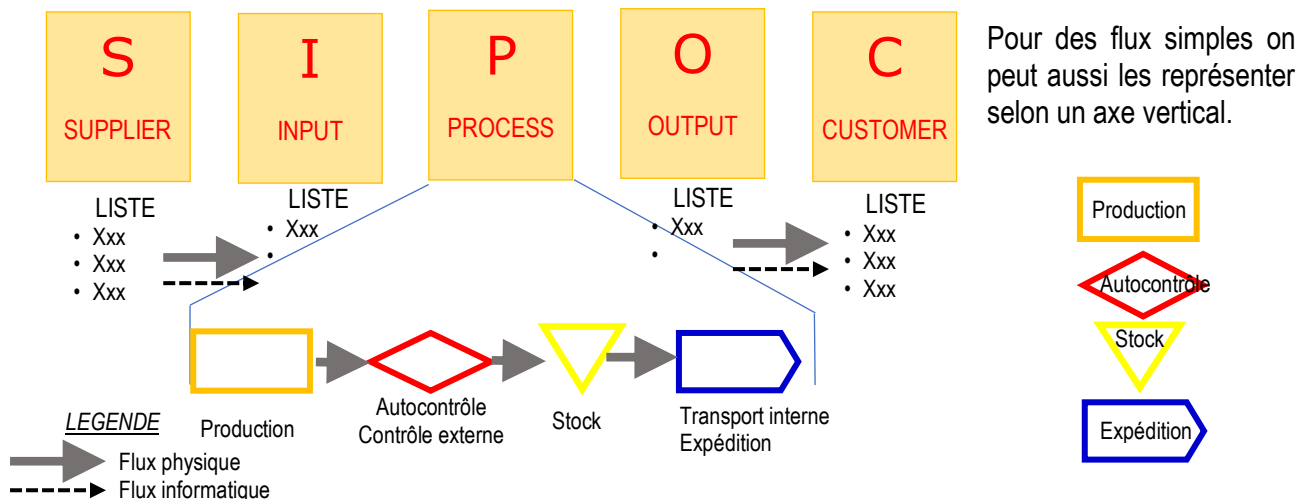 S
SUPPLIER
I
INPUT
P
PROCESS
O
OUTPUT
C
CUSTOMER
Pour des flux simples on
peut aussi les représenter
selon un axe vertical.
LISTE
• Xxx
• Xxx
• Xxx
LISTE
• Xxx
•
LISTE
• Xxx
•
LISTE
• Xxx
• Xxx
• Xxx
Production
Autocontrôle
Contrôle externe
Stock
Transport interne
Expédition
LEGENDE
Flux physique
Flux informatique
Production
Autocontrôle
Stock
Expédition